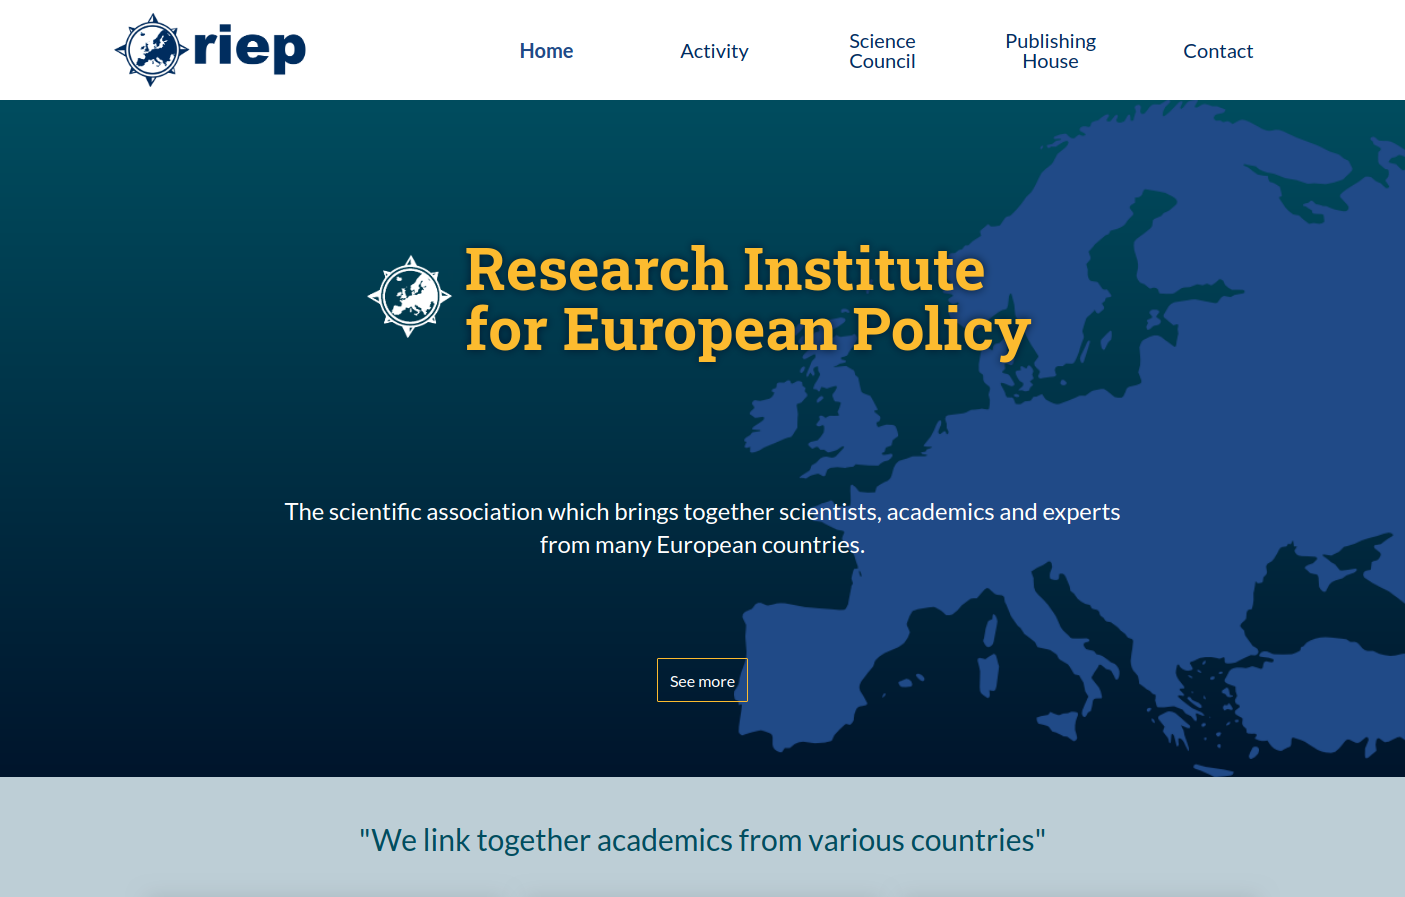 riep
Home
Activity
Science
Council
Publishing
House
Contact
Research Institute
for European Policy
The scientific association which brings together scientists, academics and experts
from many European countries.
See more
"We link together academics from various countries"